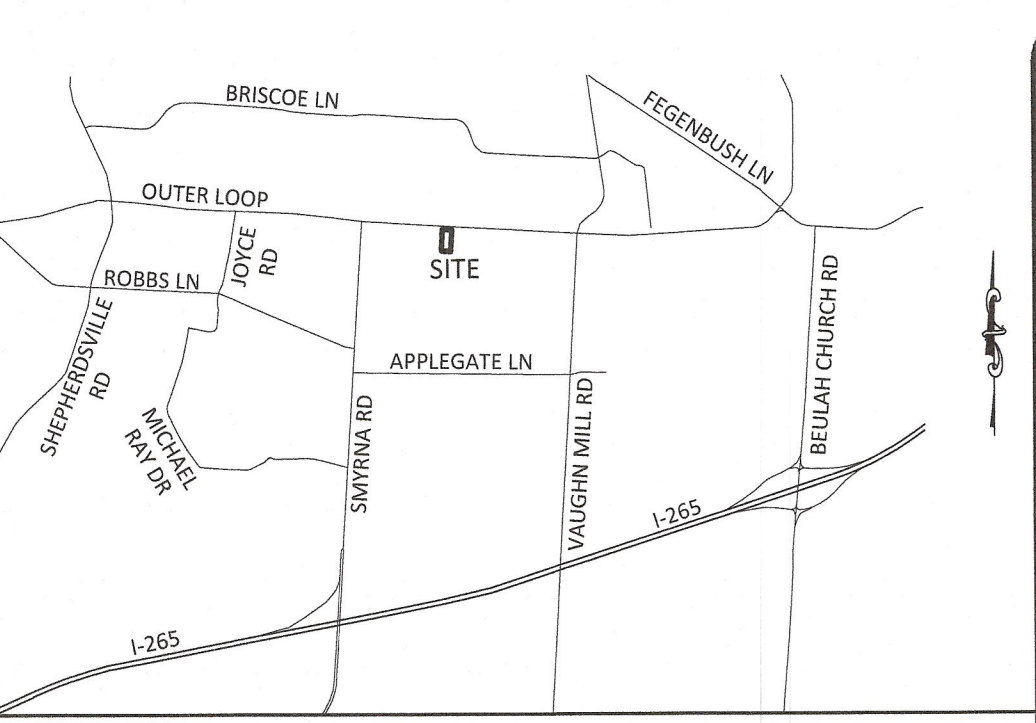 BRISCOE LN
FEGENBUSH LN
OUTER LOOP
JOYCE
RD
SITE
ROBBS LN
SHEPHERDSVILLE
RD
APPLEGATE LN
BEULAH CHURCH RD
MICHAEL
RAY DR
SMYRNA RD
VAUGHN MILL RD
I-265
I-265